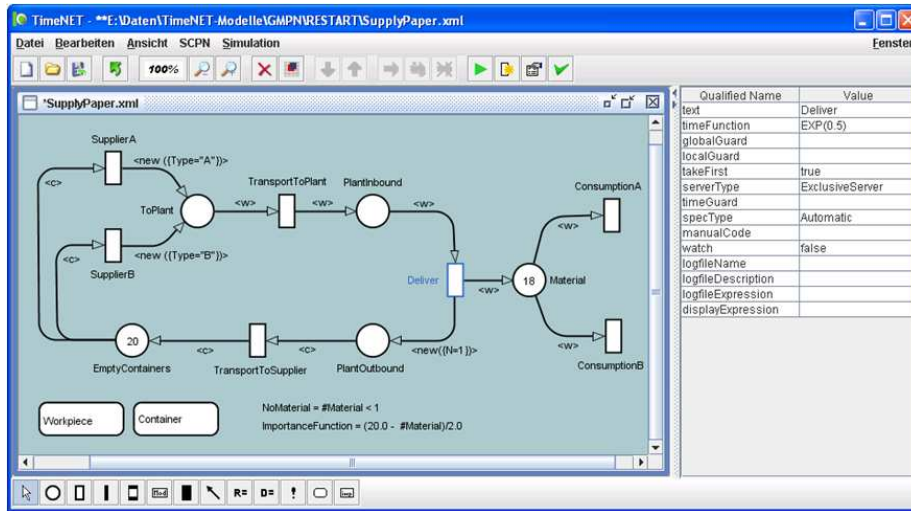 TimeNET - **E:\Daten\TimeNET-Modelle\GMPN\RESTART\SupplyPaper.xml
Datei Bearbeiten Ansicht SCPN Simulation Fenster
100%
*SupplyPaper.xml
SupplierA
<new ({Type="A"})>
<c>
TransportToPlant
PlantInbound
ConsumptionA
ToPlant
<w>
<w>
<w>
<w>
<c>
<new ({Type="B"})>
SupplierB
Deliver
<w>
18
Material
20
<c>
<c>
<new({N=1})>
<w>
EmptyContainers
TransportToSupplier
PlantOutbound
ConsumptionB
Workpiece
Container
NoMaterial = #Material < 1
ImportanceFunction = (20.0 - #Material)/2.0
Qualified Name Value
text Deliver
timeFunction EXP(0.5)
globalGuard
localGuard
takeFirst true
serverType ExclusiveServer
timeGuard
specType Automatic
manualCode
watch false
logfileName
logfileDescription
logfileExpression
displayExpression
R= D= !